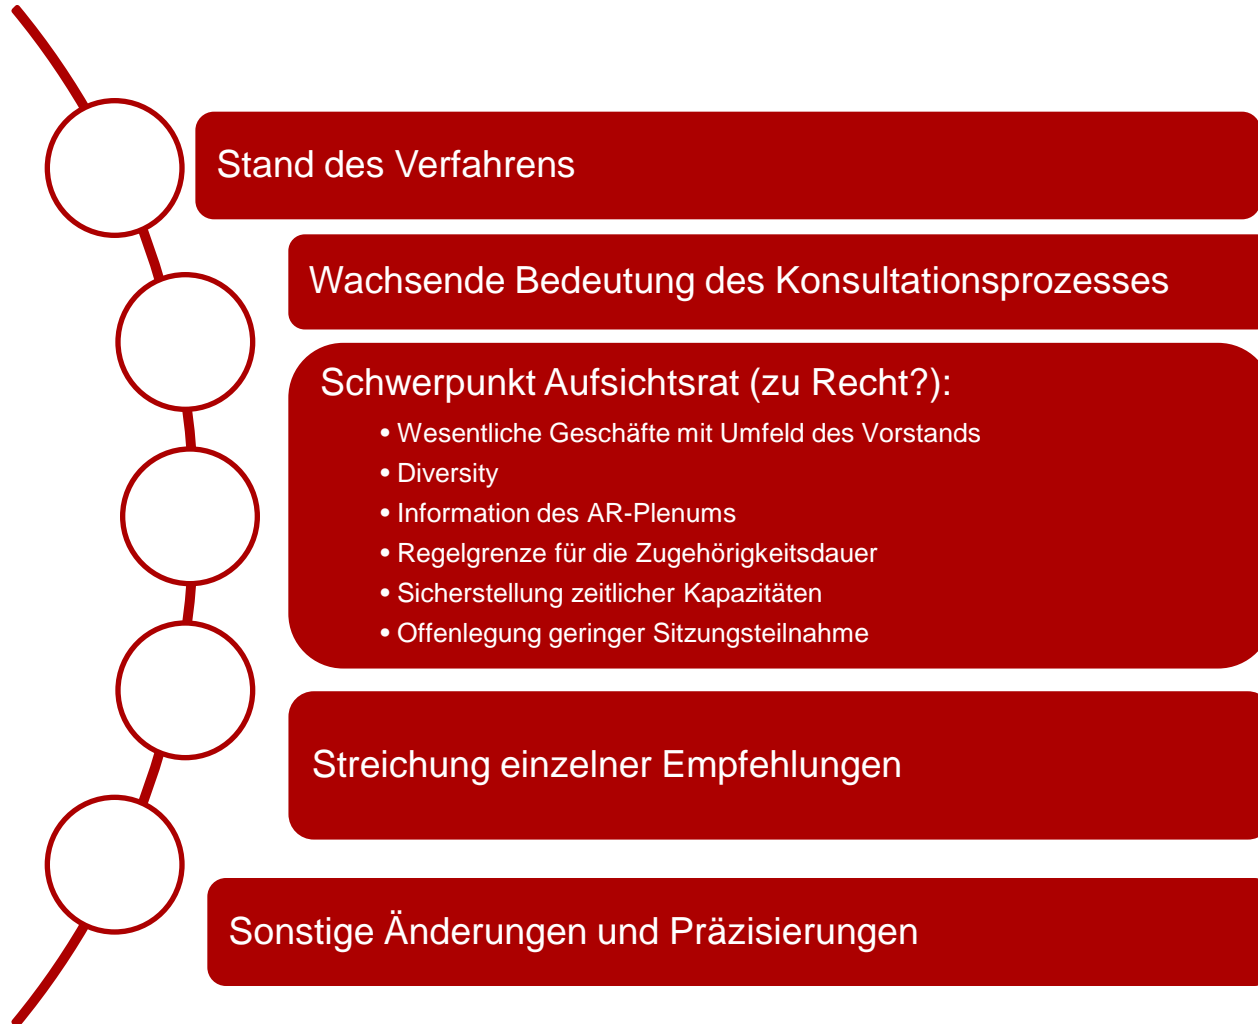 Stand des Verfahrens
Wachsende Bedeutung des Konsultationsprozesses
Schwerpunkt Aufsichtsrat (zu Recht?):
• Wesentliche Geschäfte mit Umfeld des Vorstands
• Diversity
• Information des AR-Plenums
• Regelgrenze für die Zugehörigkeitsdauer
• Sicherstellung zeitlicher Kapazitäten
• Offenlegung geringer Sitzungsteilnahme
Streichung einzelner Empfehlungen
Sonstige Änderungen und Präzisierungen